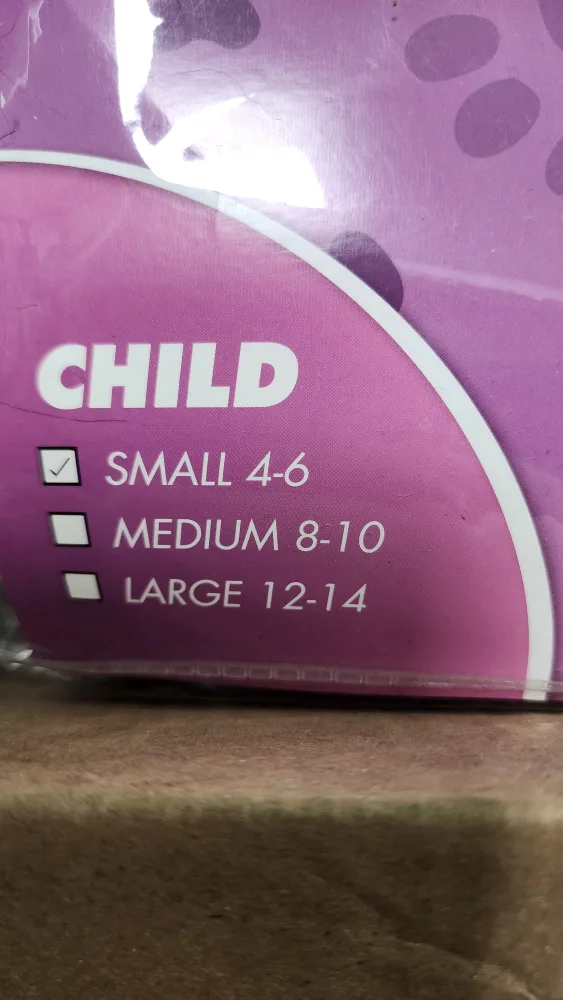 CHILD
SMALL 4-6
MEDIUM 8-10
LARGE 12-14